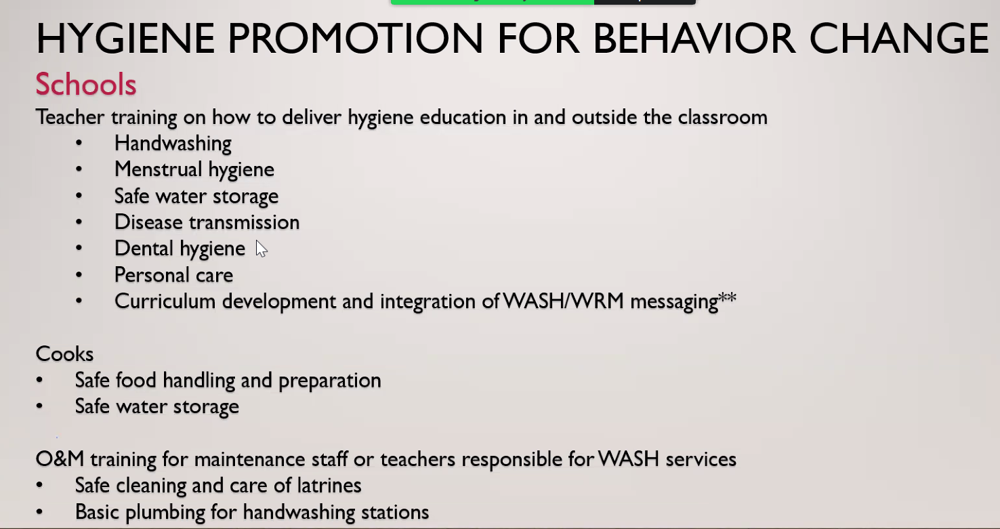 HYGIENE PROMOTION FOR BEHAVIOR CHANGE
Schools
Teacher training on how to deliver hygiene education in and outside the classroom
• Handwashing
• Menstrual hygiene
• Safe water storage
• Disease transmission
• Dental hygiene
• Personal care
• Curriculum development and integration of WASH/WRM messaging**
Cooks
• Safe food handling and preparation
• Safe water storage
O&M training for maintenance staff or teachers responsible for WASH services
• Safe cleaning and care of latrines
• Basic plumbing for handwashing stations